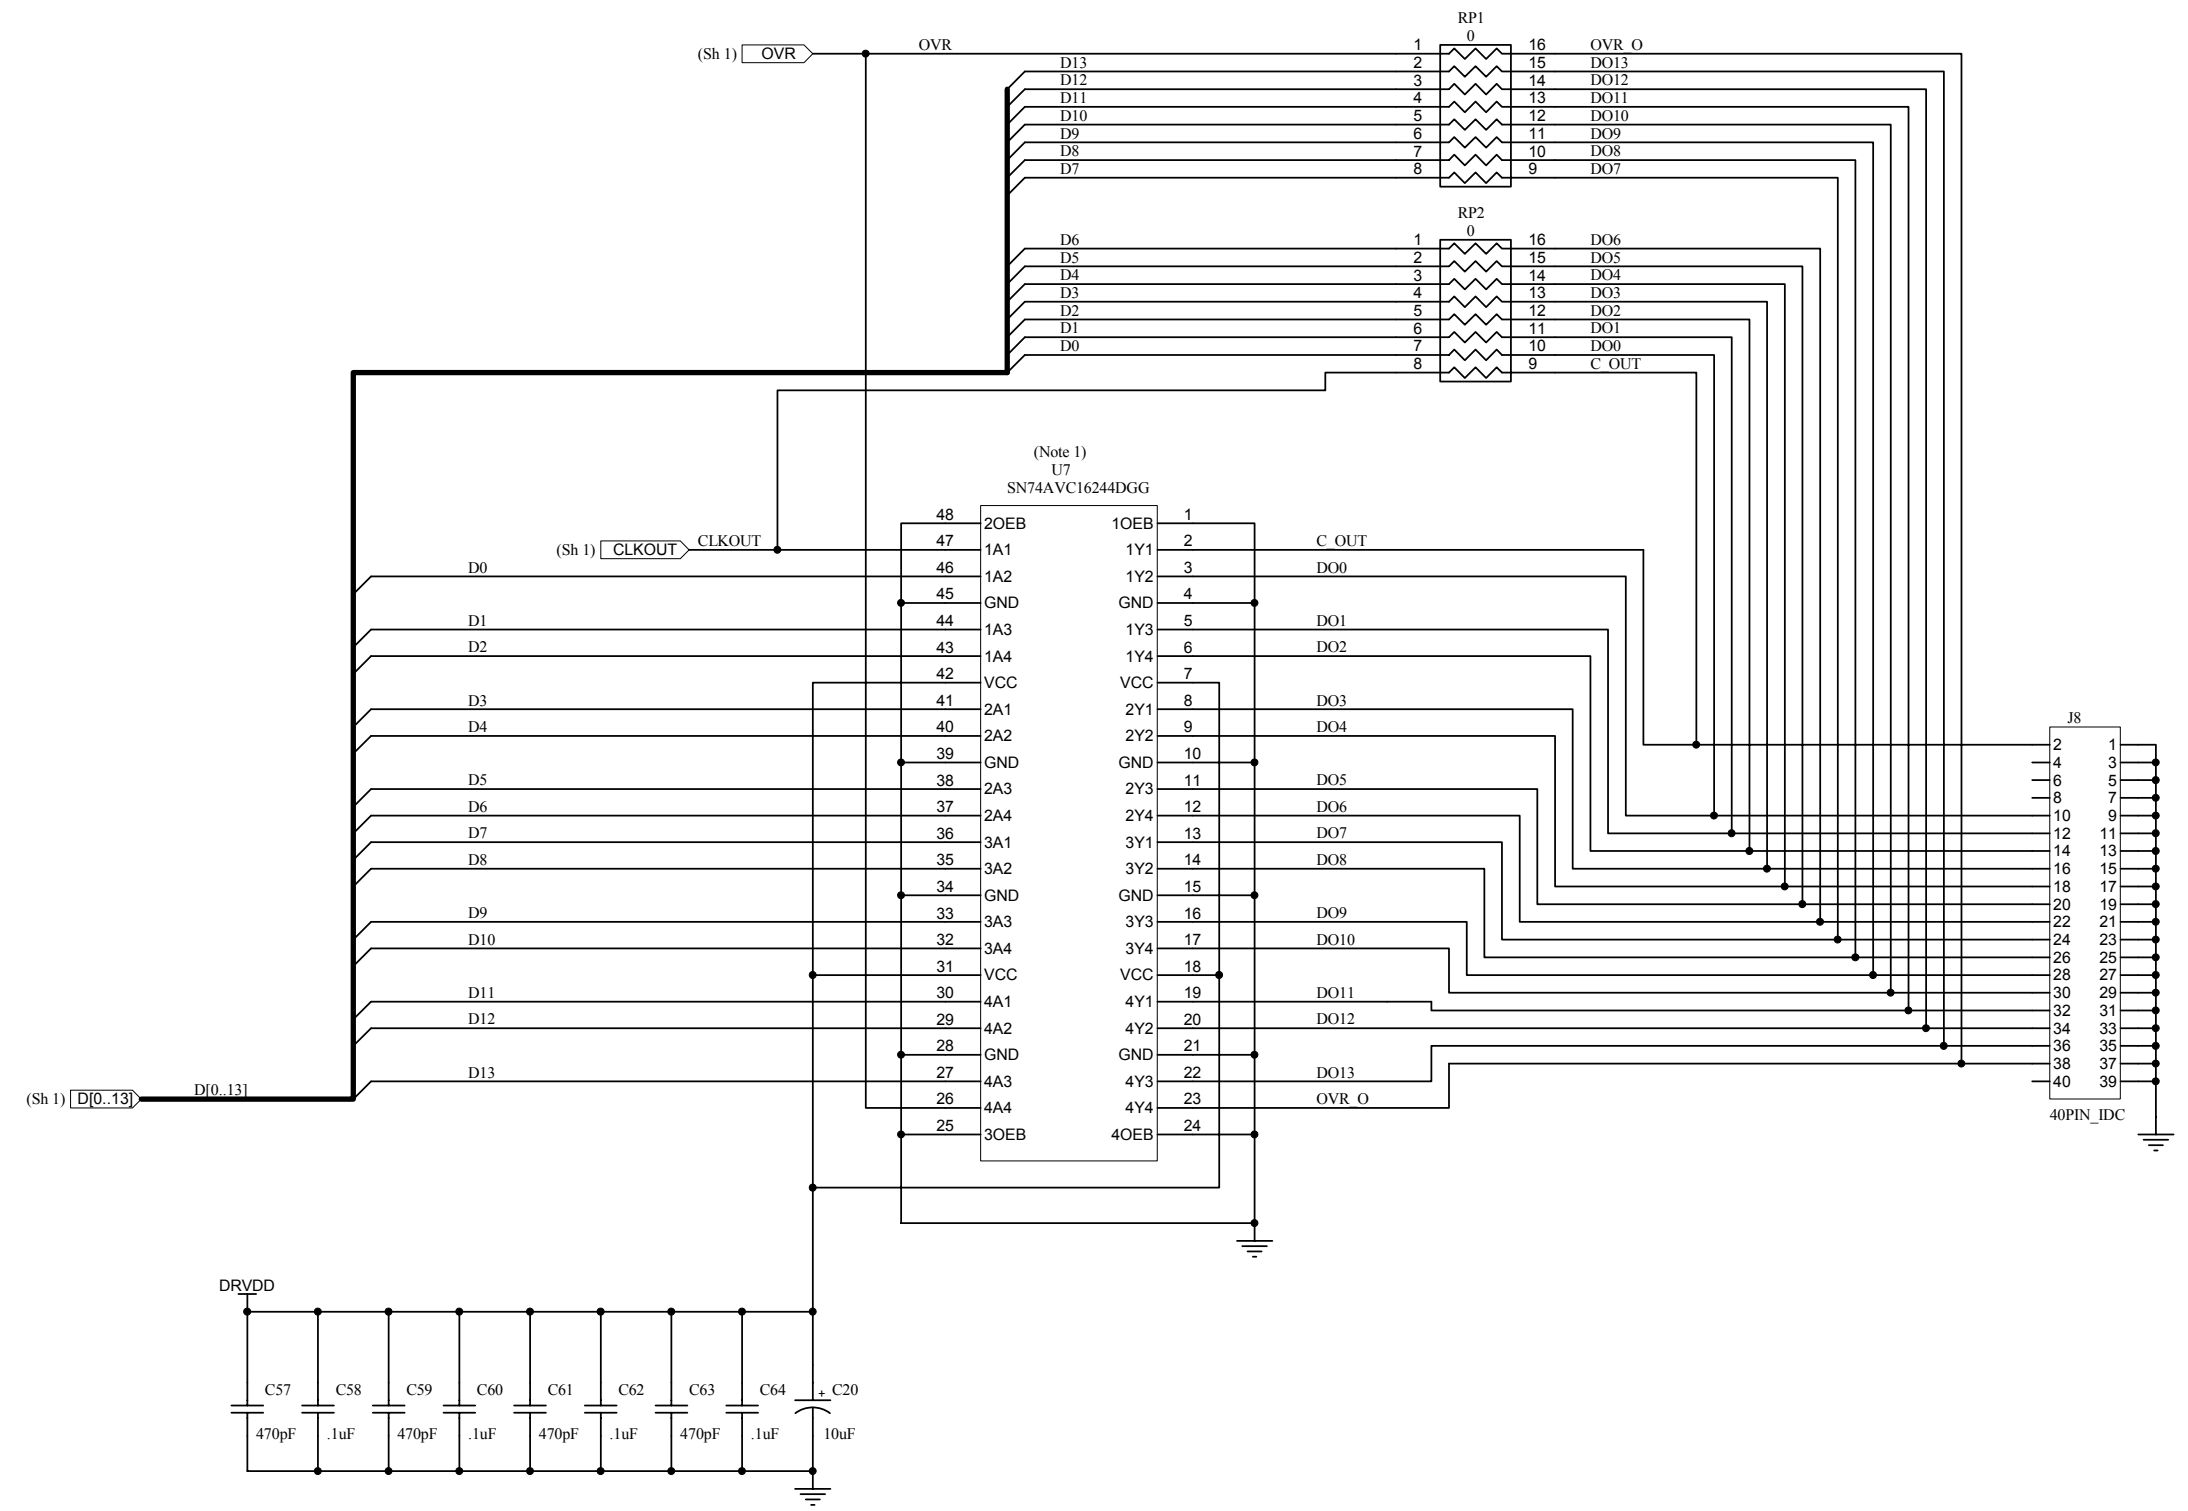 RP1
0
(Sh 1) OVR OVR 1 16 OVR_O
D13 2 15 DO13
D12 3 14 DO12
D11 4 13 DO11
D10 5 12 DO10
D9 6 11 DO9
D8 7 10 DO8
D7 8 9 DO7
RP2
0
D6 1 16 DO6
D5 2 15 DO5
D4 3 14 DO4
D3 4 13 DO3
D2 5 12 DO2
D1 6 11 DO1
D0 7 10 DO0
8 9 C_OUT
(Note 1)
U7
SN74AVC16244DGG
48 2OEB 1OEB 1
(Sh 1) CLKOUT CLKOUT 47 1A1 1Y1 2 C_OUT
D0 46 1A2 1Y2 3 DO0
45 GND GND 4
D1 44 1A3 1Y3 5 DO1
D2 43 1A4 1Y4 6 DO2
42 VCC VCC 7
D3 41 2A1 2Y1 8 DO3
D4 40 2A2 2Y2 9 DO4
39 GND GND 10
D5 38 2A3 2Y3 11 DO5
D6 37 2A4 2Y4 12 DO6
D7 36 3A1 3Y1 13 DO7
D8 35 3A2 3Y2 14 DO8
34 GND GND 15
D9 33 3A3 3Y3 16 DO9
D10 32 3A4 3Y4 17 DO10
31 VCC VCC 18
D11 30 4A1 4Y1 19 DO11
D12 29 4A2 4Y2 20 DO12
28 GND GND 21
D13 27 4A3 4Y3 22 DO13
26 4A4 4Y4 23 OVR_O
25 3OEB 4OEB 24
(Sh 1) D[0..13] D[0..13]
J8
2 1
4 3
6 5
8 7
10 9
12 11
14 13
16 15
18 17
20 19
22 21
24 23
26 25
28 27
30 29
32 31
34 33
36 35
38 37
40 39
40PIN_IDC
DRVDD
C57 C58 C59 C60 C61 C62 C63 C64 + C20
470pF .1uF 470pF .1uF 470pF .1uF 470pF .1uF 10uF